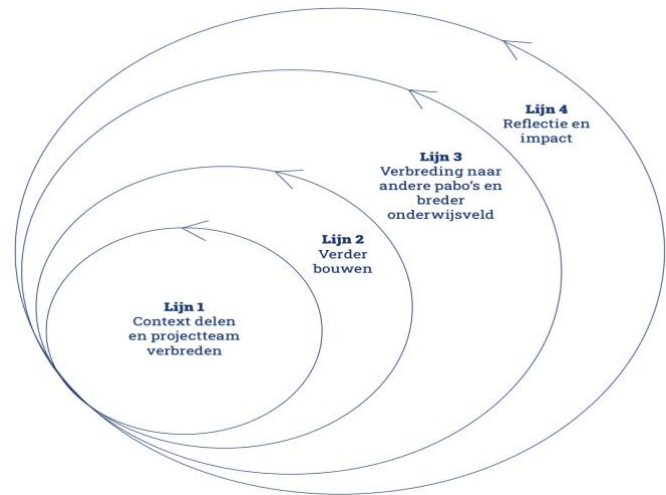 Lijn 1
Context delen
en projectteam
verbreden
Lijn 2
Verder
bouwen
Lijn 3
Verbreding naar
andere pabo's en
breder
onderwijsveld
Lijn 4
Reflectie en
impact